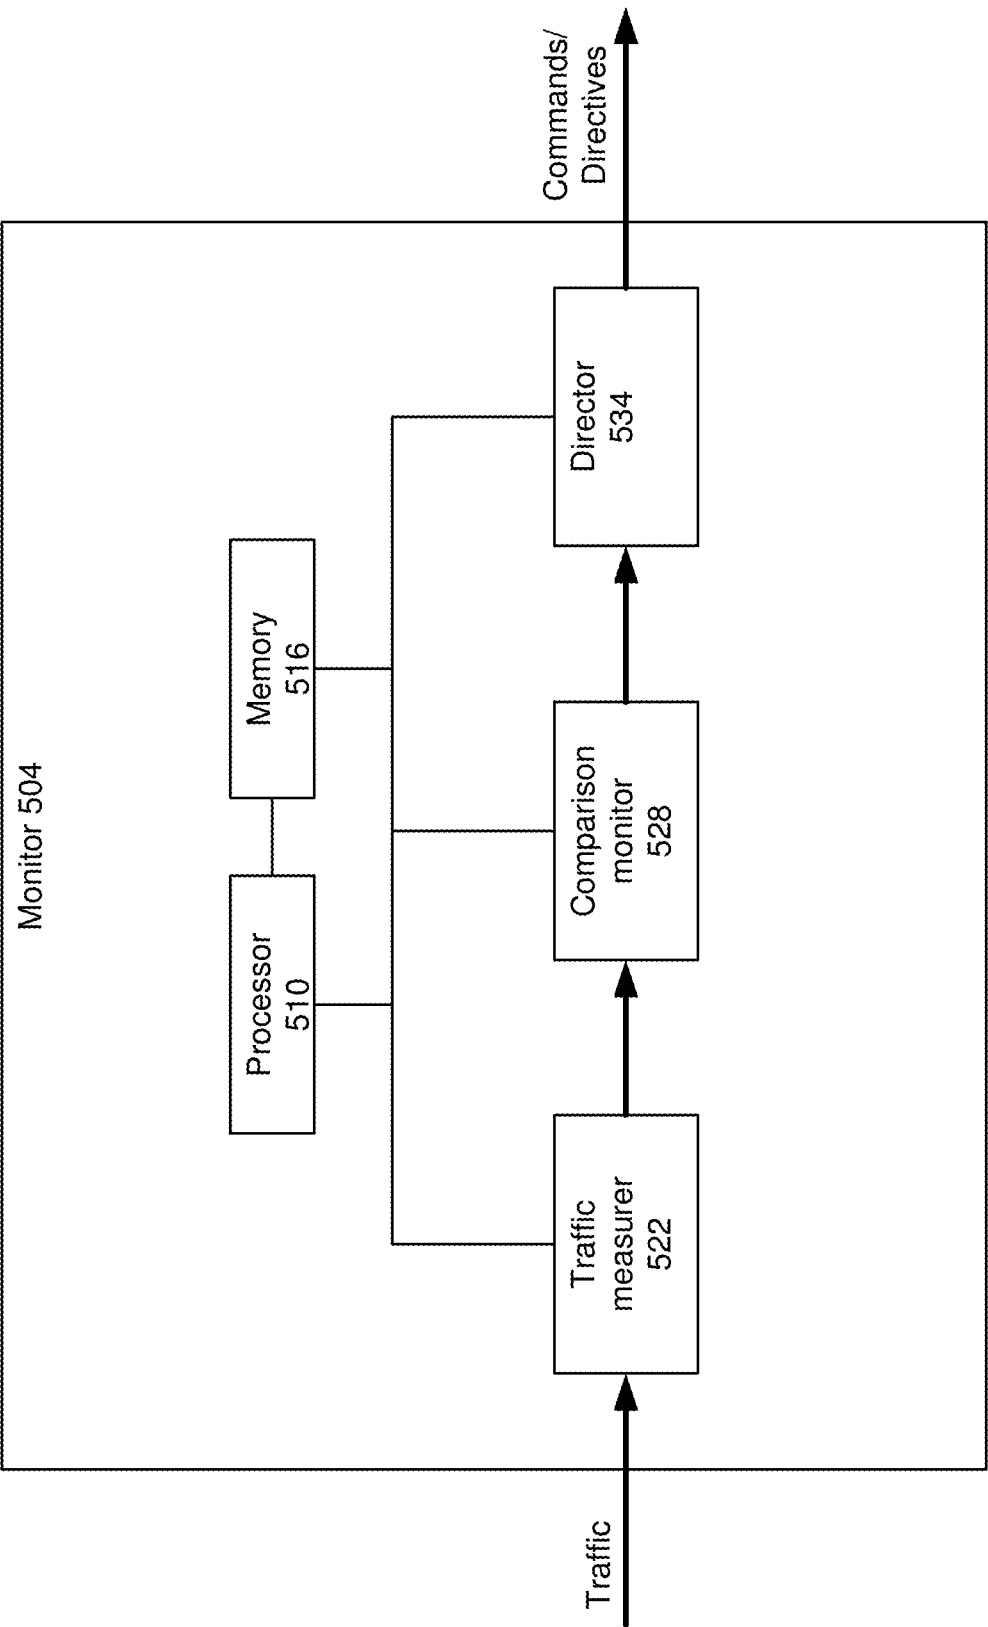 Monitor 504
Processor
510
Memory
516
Traffic
Traffic
measurer
522
Comparison
monitor
528
Director
534
Commands/
Directives